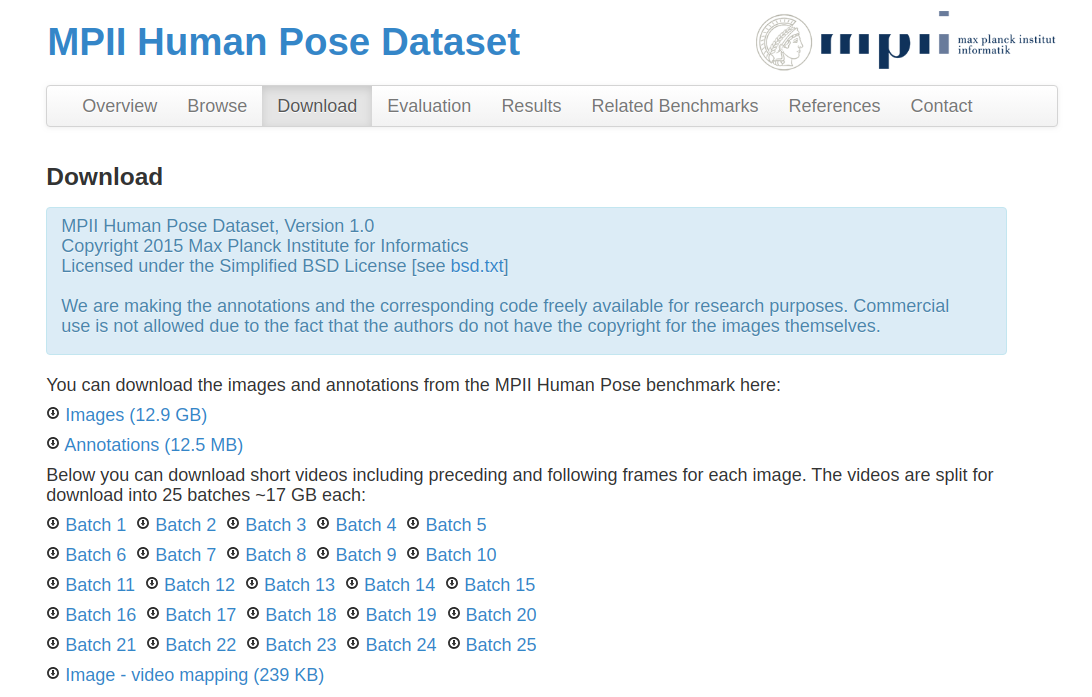 MPII Human Pose Dataset
mpii max planck institut
informatik
Overview Browse Download Evaluation Results Related Benchmarks References Contact
Download
MPII Human Pose Dataset, Version 1.0
Copyright 2015 Max Planck Institute for Informatics
Licensed under the Simplified BSD License [see bsd.txt]
We are making the annotations and the corresponding code freely available for research purposes. Commercial
use is not allowed due to the fact that the authors do not have the copyright for the images themselves.
You can download the images and annotations from the MPII Human Pose benchmark here:
Images (12.9 GB)
Annotations (12.5 MB)
Below you can download short videos including preceding and following frames for each image. The videos are split for
download into 25 batches ~17 GB each:
Batch 1 Batch 2 Batch 3 Batch 4 Batch 5
Batch 6 Batch 7 Batch 8 Batch 9 Batch 10
Batch 11 Batch 12 Batch 13 Batch 14 Batch 15
Batch 16 Batch 17 Batch 18 Batch 19 Batch 20
Batch 21 Batch 22 Batch 23 Batch 24 Batch 25
Image - video mapping (239 KB)